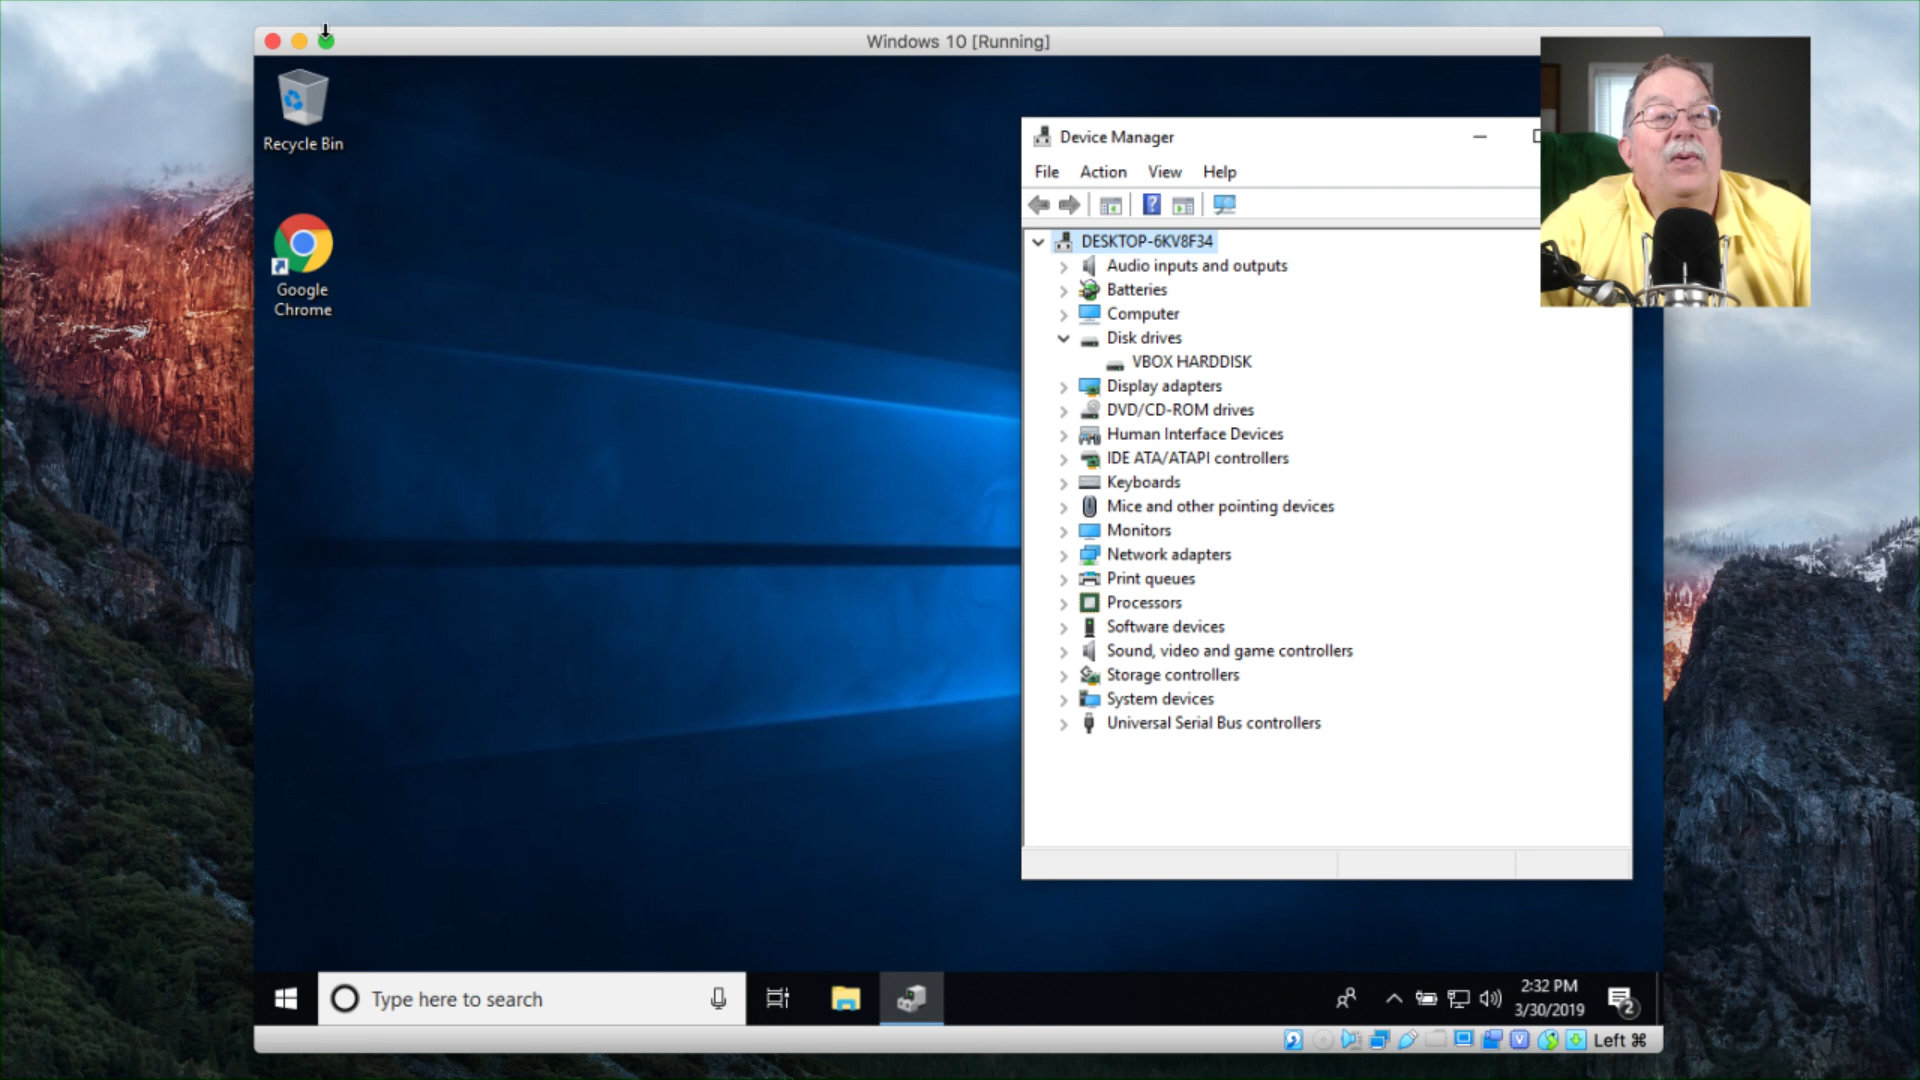 Windows 10 [Running]
Recycle Bin
Google
Chrome
Device Manager
File Action View Help
DESKTOP-6KV8F34
Audio inputs and outputs
Batteries
Computer
Disk drives
VBOX HARDDISK
Display adapters
DVD/CD-ROM drives
Human Interface Devices
IDE ATA/ATAPI controllers
Keyboards
Mice and other pointing devices
Monitors
Network adapters
Print queues
Processors
Software devices
Sound, video and game controllers
Storage controllers
System devices
Universal Serial Bus controllers
Type here to search
2:32 PM
3/30/2019
2
Left ⌘